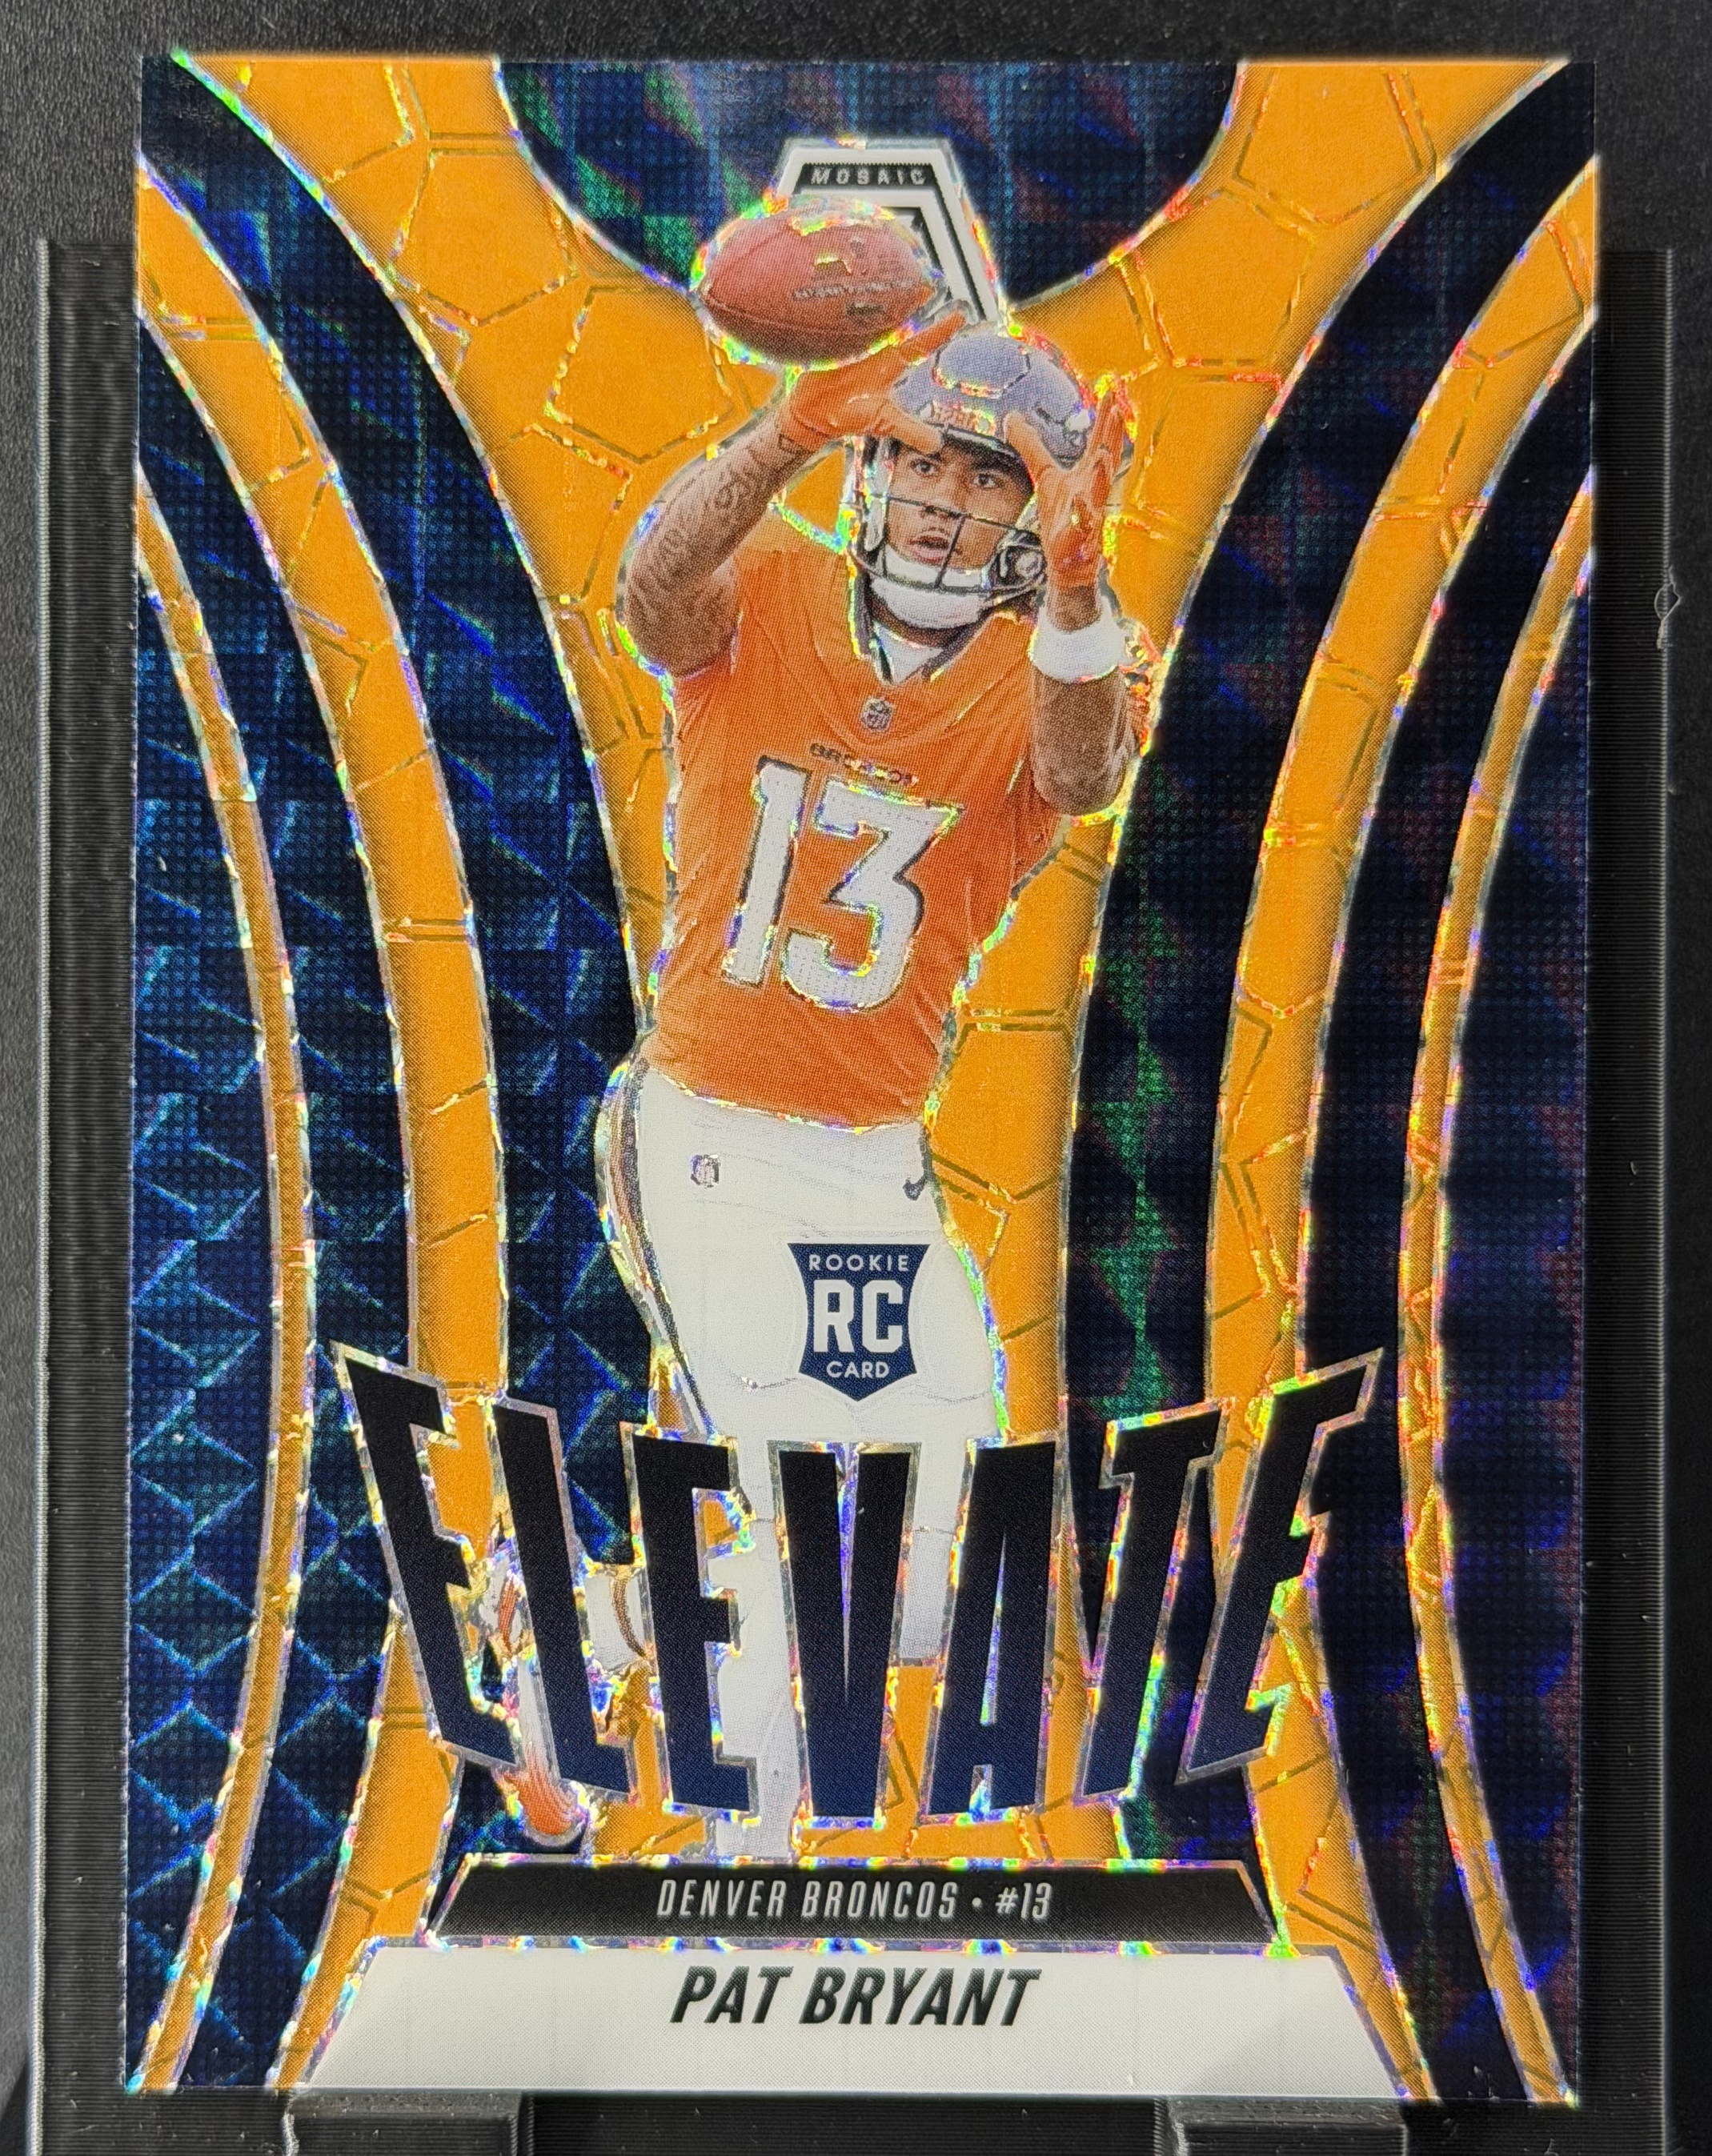 MOSAIC
BRONCOS
13
ROOKIE
RC
CARD
ELEVATE
DENVER BRONCOS • #13
PAT BRYANT